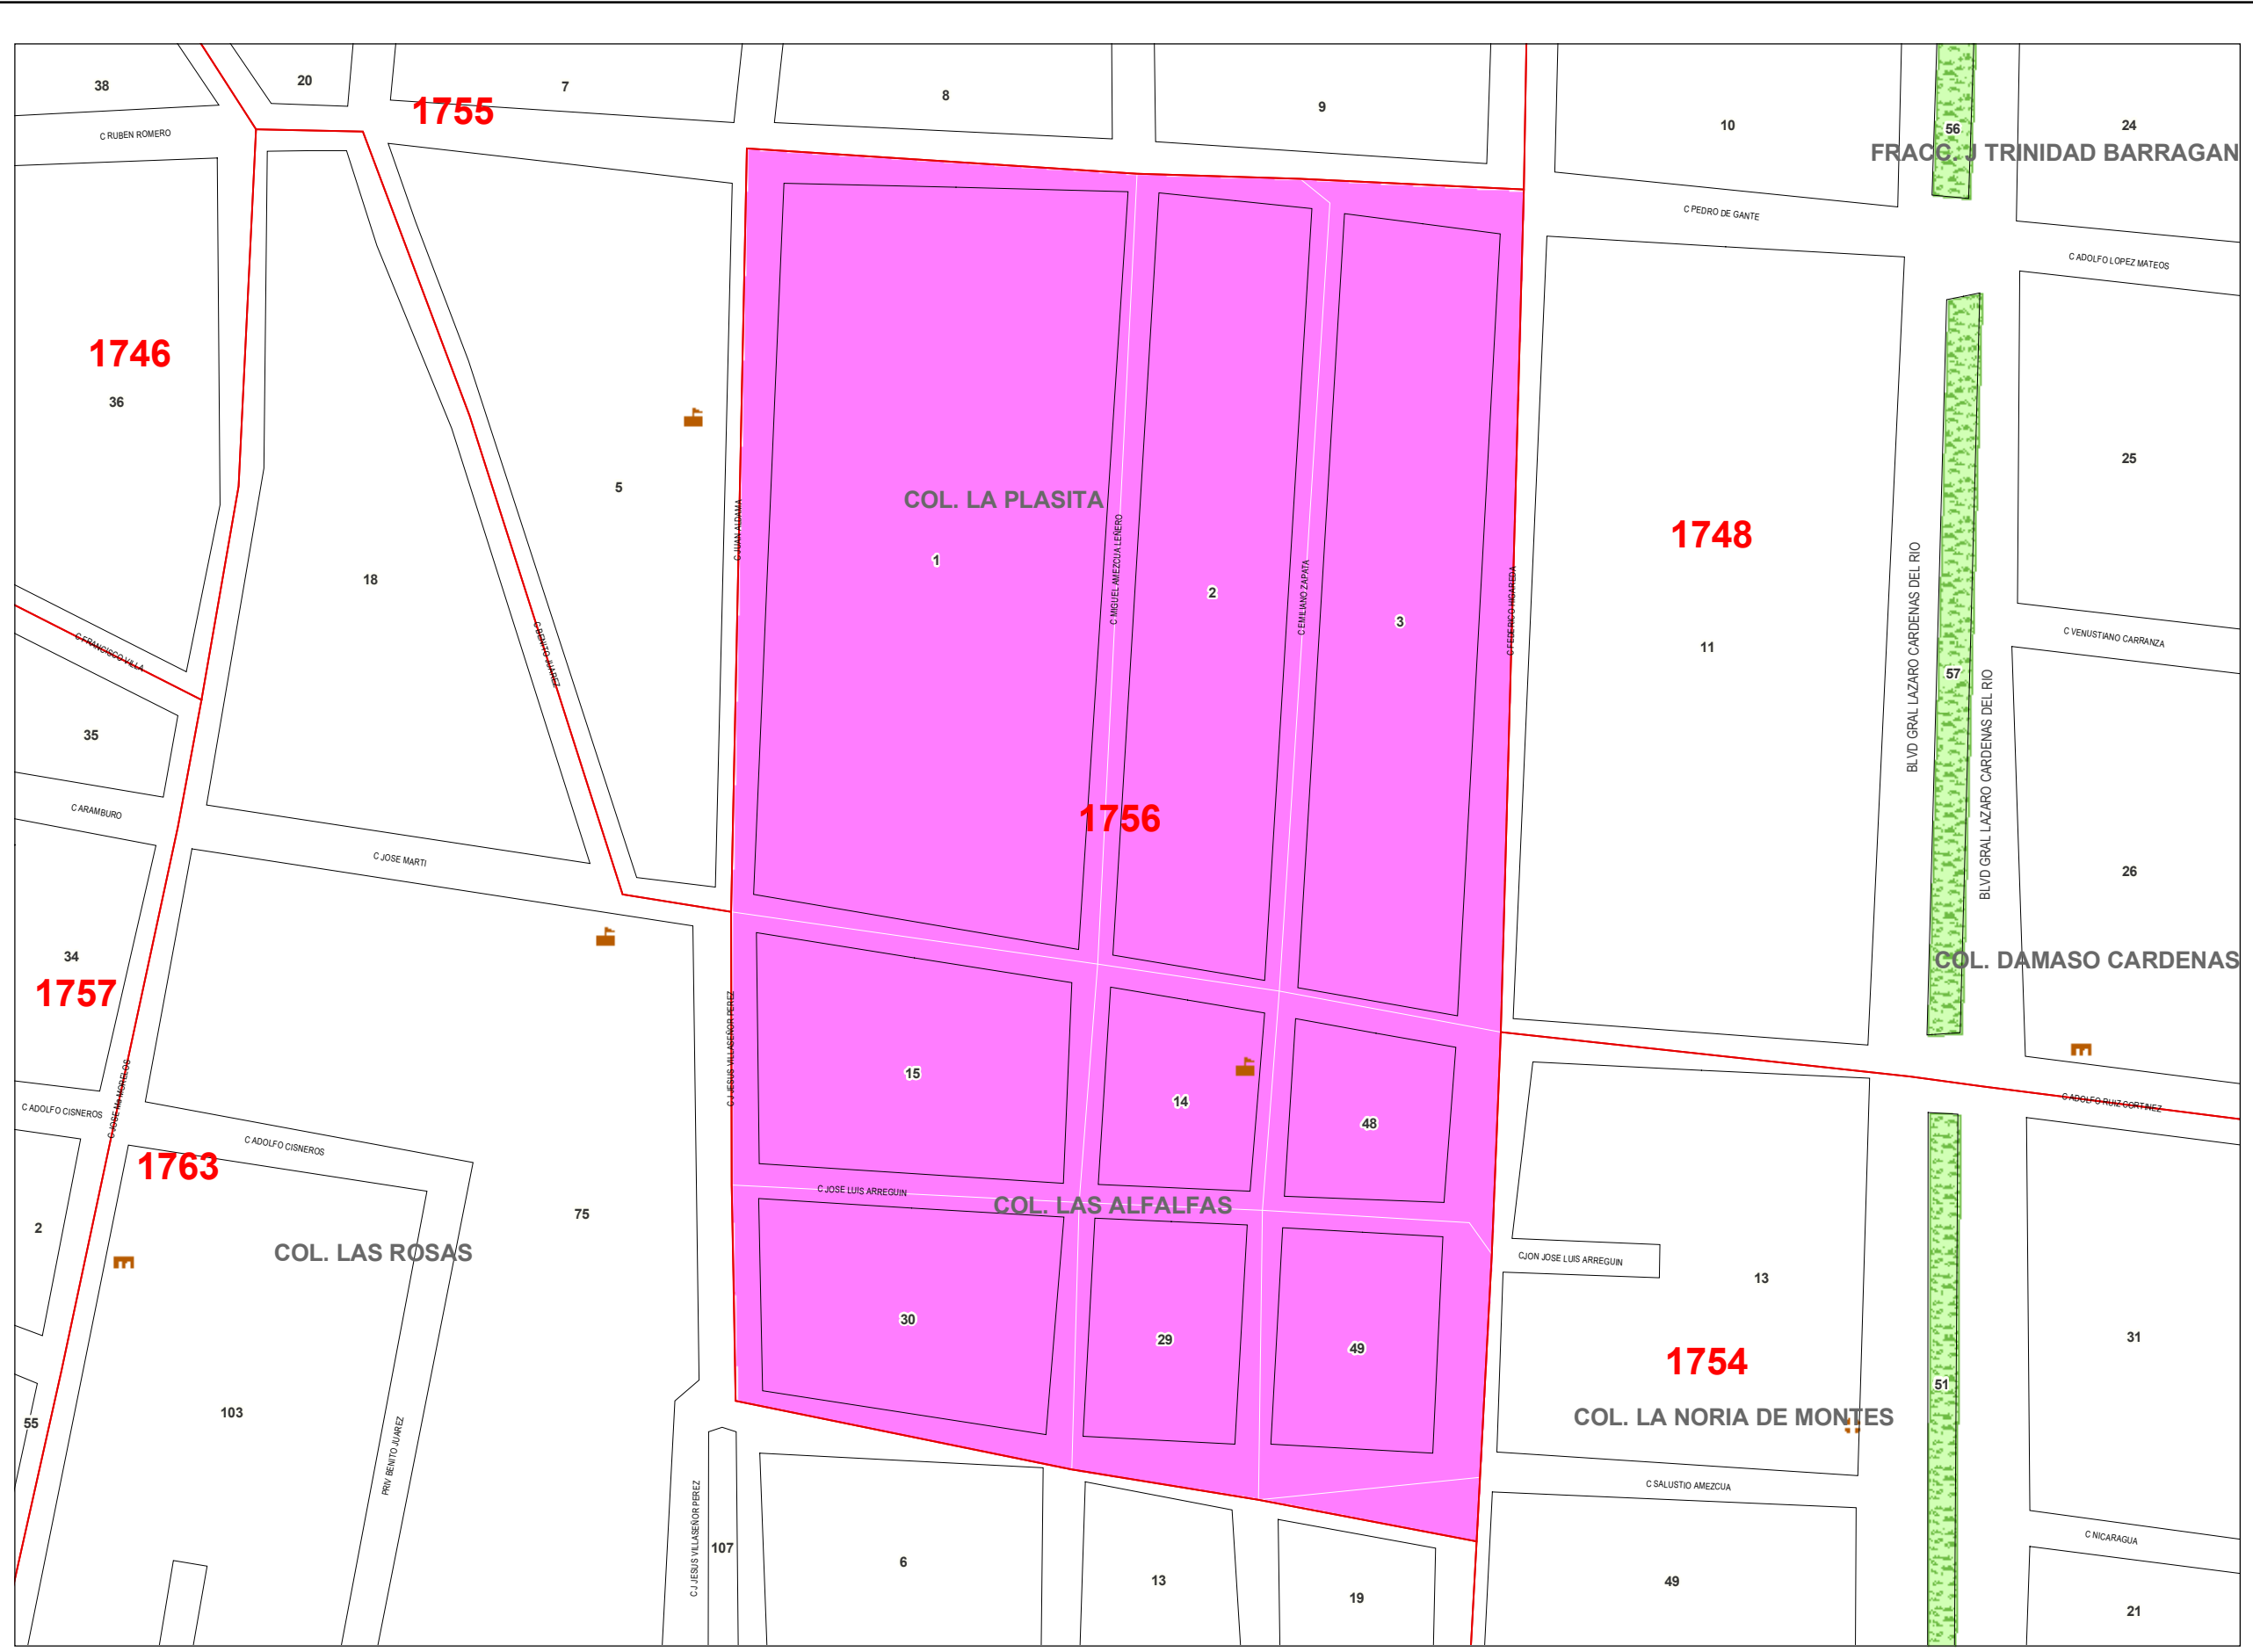 38
20
7
8
9
10
24
56
1755
C RUBEN ROMERO
FRACC. J TRINIDAD BARRAGAN
C PEDRO DE GANTE
C ADOLFO LOPEZ MATEOS
1746
36
5
COL. LA PLASITA
C JUAN ALDAMA
1
C MIGUEL AMEZCUA LEÑERO
2
C EMILIANO ZAPATA
3
C FEDERICO HIGAREDA
1748
11
25
BLVD GRAL LAZARO CARDENAS DEL RIO
57
BLVD GRAL LAZARO CARDENAS DEL RIO
C VENUSTIANO CARRANZA
18
C BENITO JUAREZ
C FRANCISCO VILLA
35
C ARAMBURO
C JOSE MARTI
1756
26
34
1757
COL. DAMASO CARDENAS
C J JESUS VILLASEÑOR PEREZ
15
14
48
C ADOLFO RUIZ CORTINEZ
C JOSE Ma MORELOS
C ADOLFO CISNEROS
C ADOLFO CISNEROS
1763
C JOSE LUIS ARREGUIN
COL. LAS ALFALFAS
2
75
COL. LAS ROSAS
CJON JOSE LUIS ARREGUIN
13
30
29
49
1754
31
51
55
103
COL. LA NORIA DE MONTES
PRIV BENITO JUAREZ
C SALUSTIO AMEZCUA
C J JESUS VILLASEÑOR PEREZ
107
6
13
19
49
C NICARAGUA
21